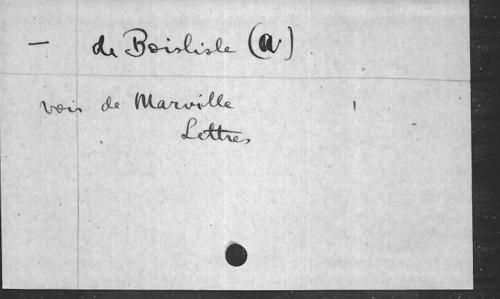 — de Boislisle (a)
voir de Marville
Lettres